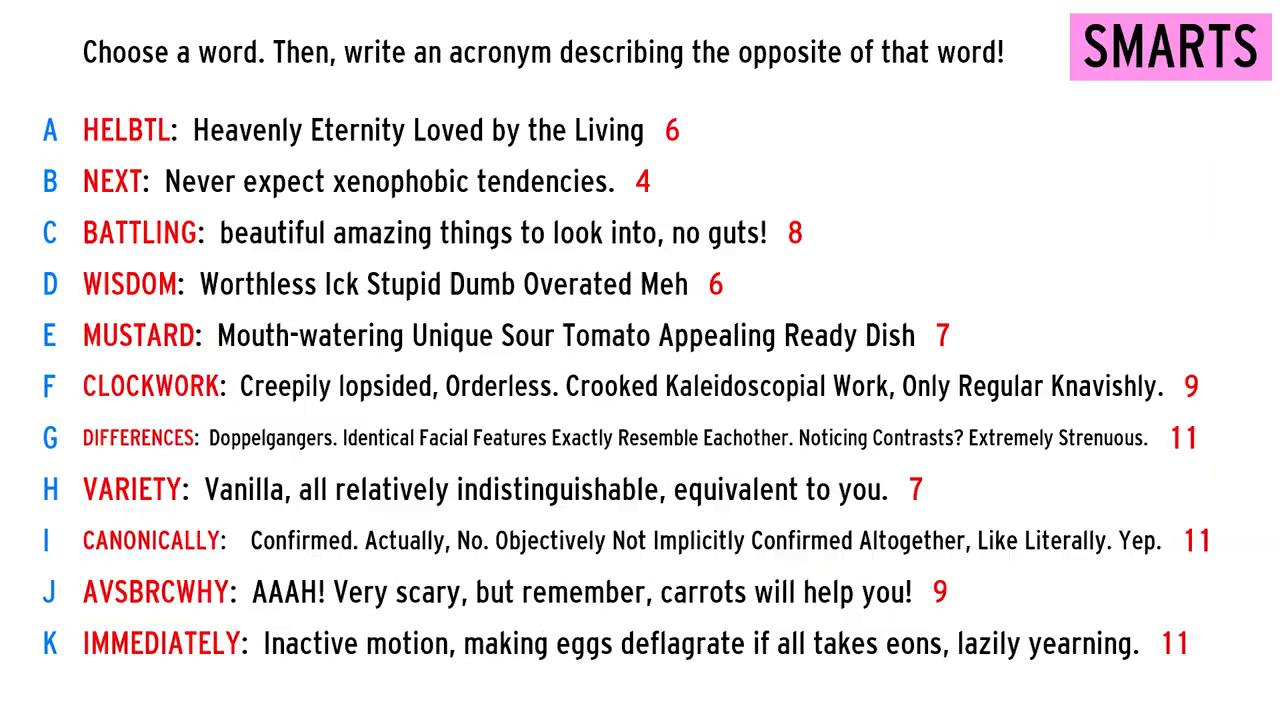 Choose a word. Then, write an acronym describing the opposite of that word!
SMARTS
A HELBTL: Heavenly Eternity Loved by the Living 6
B NEXT: Never expect xenophobic tendencies. 4
C BATTLING: beautiful amazing things to look into, no guts! 8
D WISDOM: Worthless Ick Stupid Dumb Overated Meh 6
E MUSTARD: Mouth-watering Unique Sour Tomato Appealing Ready Dish 7
F CLOCKWORK: Creepily lopsided, Orderless. Crooked Kaleidoscopial Work, Only Regular Knavishly. 9
G DIFFERENCES: Doppelgangers. Identical Facial Features Exactly Resemble Eachother. Noticing Contrasts? Extremely Strenuous. 11
H VARIETY: Vanilla, all relatively indistinguishable, equivalent to you. 7
I CANONICALLY: Confirmed. Actually, No. Objectively Not Implicitly Confirmed Altogether, Like Literally. Yep. 11
J AVSBRCWHY: AAAH! Very scary, but remember, carrots will help you! 9
K IMMEDIATELY: Inactive motion, making eggs deflagrate if all takes eons, lazily yearning. 11